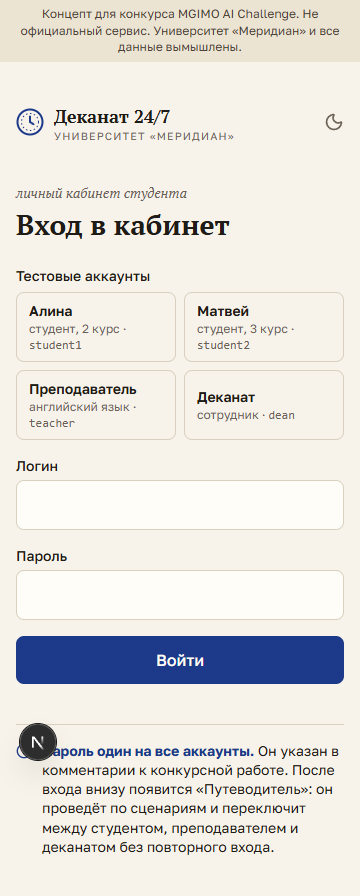 Концепт для конкурса MGIMO AI Challenge. Не
официальный сервис. Университет «Меридиан» и все
данные вымышлены.
Деканат 24/7
УНИВЕРСИТЕТ «МЕРИДИАН»
личный кабинет студента
Вход в кабинет
Тестовые аккаунты
Алина
студент, 2 курс ·
student1
Матвей
студент, 3 курс ·
student2
Преподаватель
английский язык ·
teacher
Деканат
сотрудник · dean
Логин
Пароль
Войти
N
один на все аккаунты. Он указан в
комментарии к конкурсной работе. После
входа внизу появится «Путеводитель»: он
проведёт по сценариям и переключит
между студентом, преподавателем и
деканатом без повторного входа.